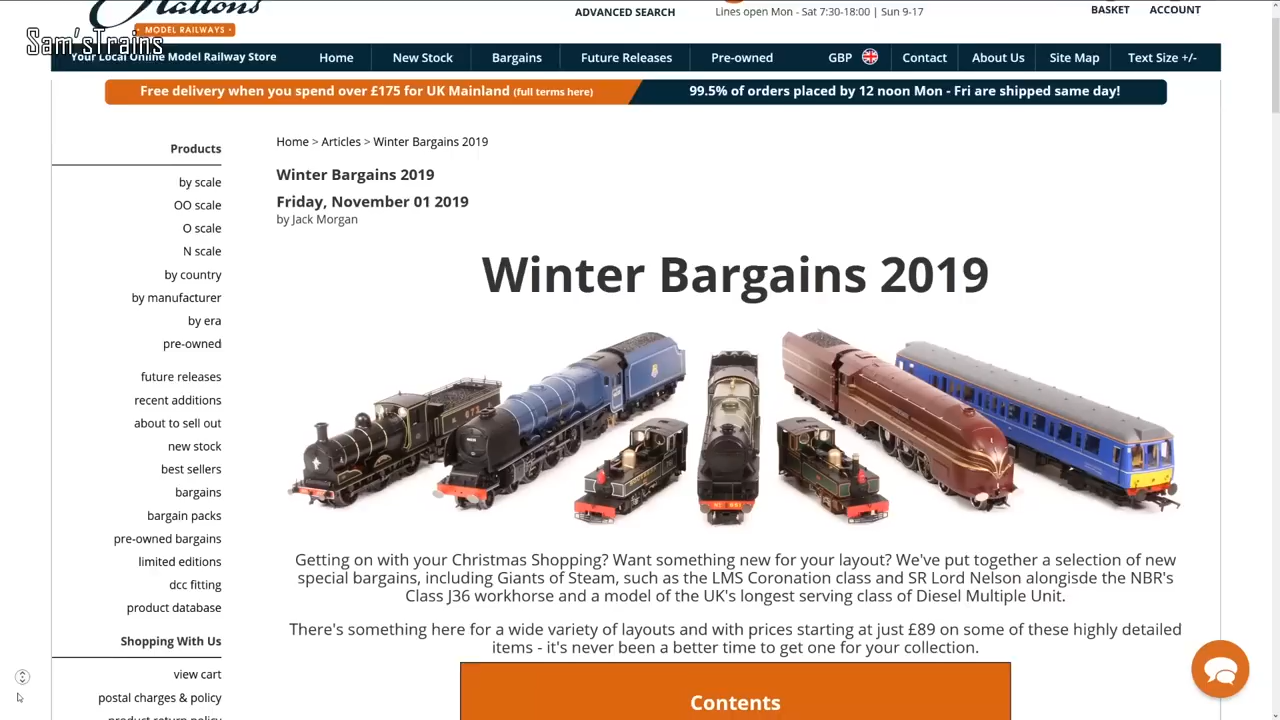 Hattons
MODEL RAILWAYS
Sam'sTrains
ADVANCED SEARCH
Lines open Mon - Sat 7:30-18:00 | Sun 9-17
BASKET
ACCOUNT
Your Local Online Model Railway Store
Home
New Stock
Bargains
Future Releases
Pre-owned
GBP
Contact
About Us
Site Map
Text Size +/-
Free delivery when you spend over £175 for UK Mainland (full terms here)
99.5% of orders placed by 12 noon Mon - Fri are shipped same day!
Products
by scale
OO scale
O scale
N scale
by country
by manufacturer
by era
pre-owned
future releases
recent additions
about to sell out
new stock
best sellers
bargains
bargain packs
pre-owned bargains
limited editions
dcc fitting
product database
Shopping With Us
view cart
postal charges & policy
product return policy
Home > Articles > Winter Bargains 2019
Winter Bargains 2019
Friday, November 01 2019
by Jack Morgan
Winter Bargains 2019
Getting on with your Christmas Shopping? Want something new for your layout? We've put together a selection of new
special bargains, including Giants of Steam, such as the LMS Coronation class and SR Lord Nelson alongisde the NBR's
Class J36 workhorse and a model of the UK's longest serving class of Diesel Multiple Unit.
There's something here for a wide variety of layouts and with prices starting at just £89 on some of these highly detailed
items - it's never been a better time to get one for your collection.
Contents